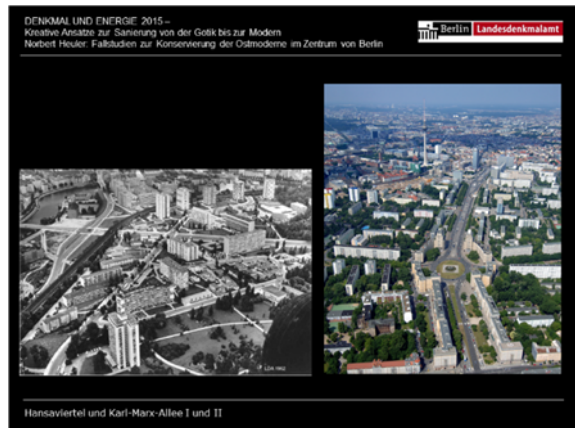 DENKMAL UND ENERGIE 2015 –
Kreative Ansätze zur Sanierung von der Gotik bis zur Modern
Norbert Heuler: Fallstudien zur Konservierung der Ostmoderne im Zentrum von Berlin
Berlin Landesdenkmalamt
Hansaviertel und Karl-Marx-Allee I und II